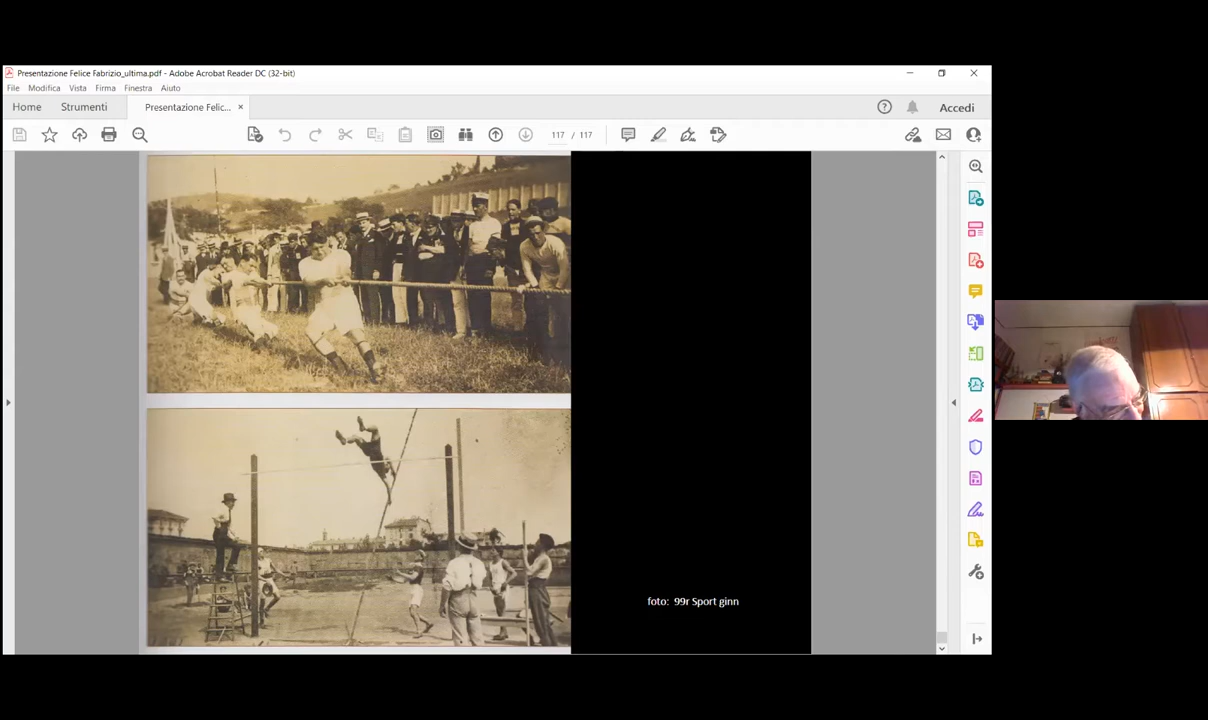 Presentazione Felice Fabrizio_ultima.pdf - Adobe Acrobat Reader DC (32-bit)
File Modifica Vista Firma Finestra Aiuto
Home Strumenti Presentazione Felic... × Accedi
117 / 117
foto: 99r Sport ginn